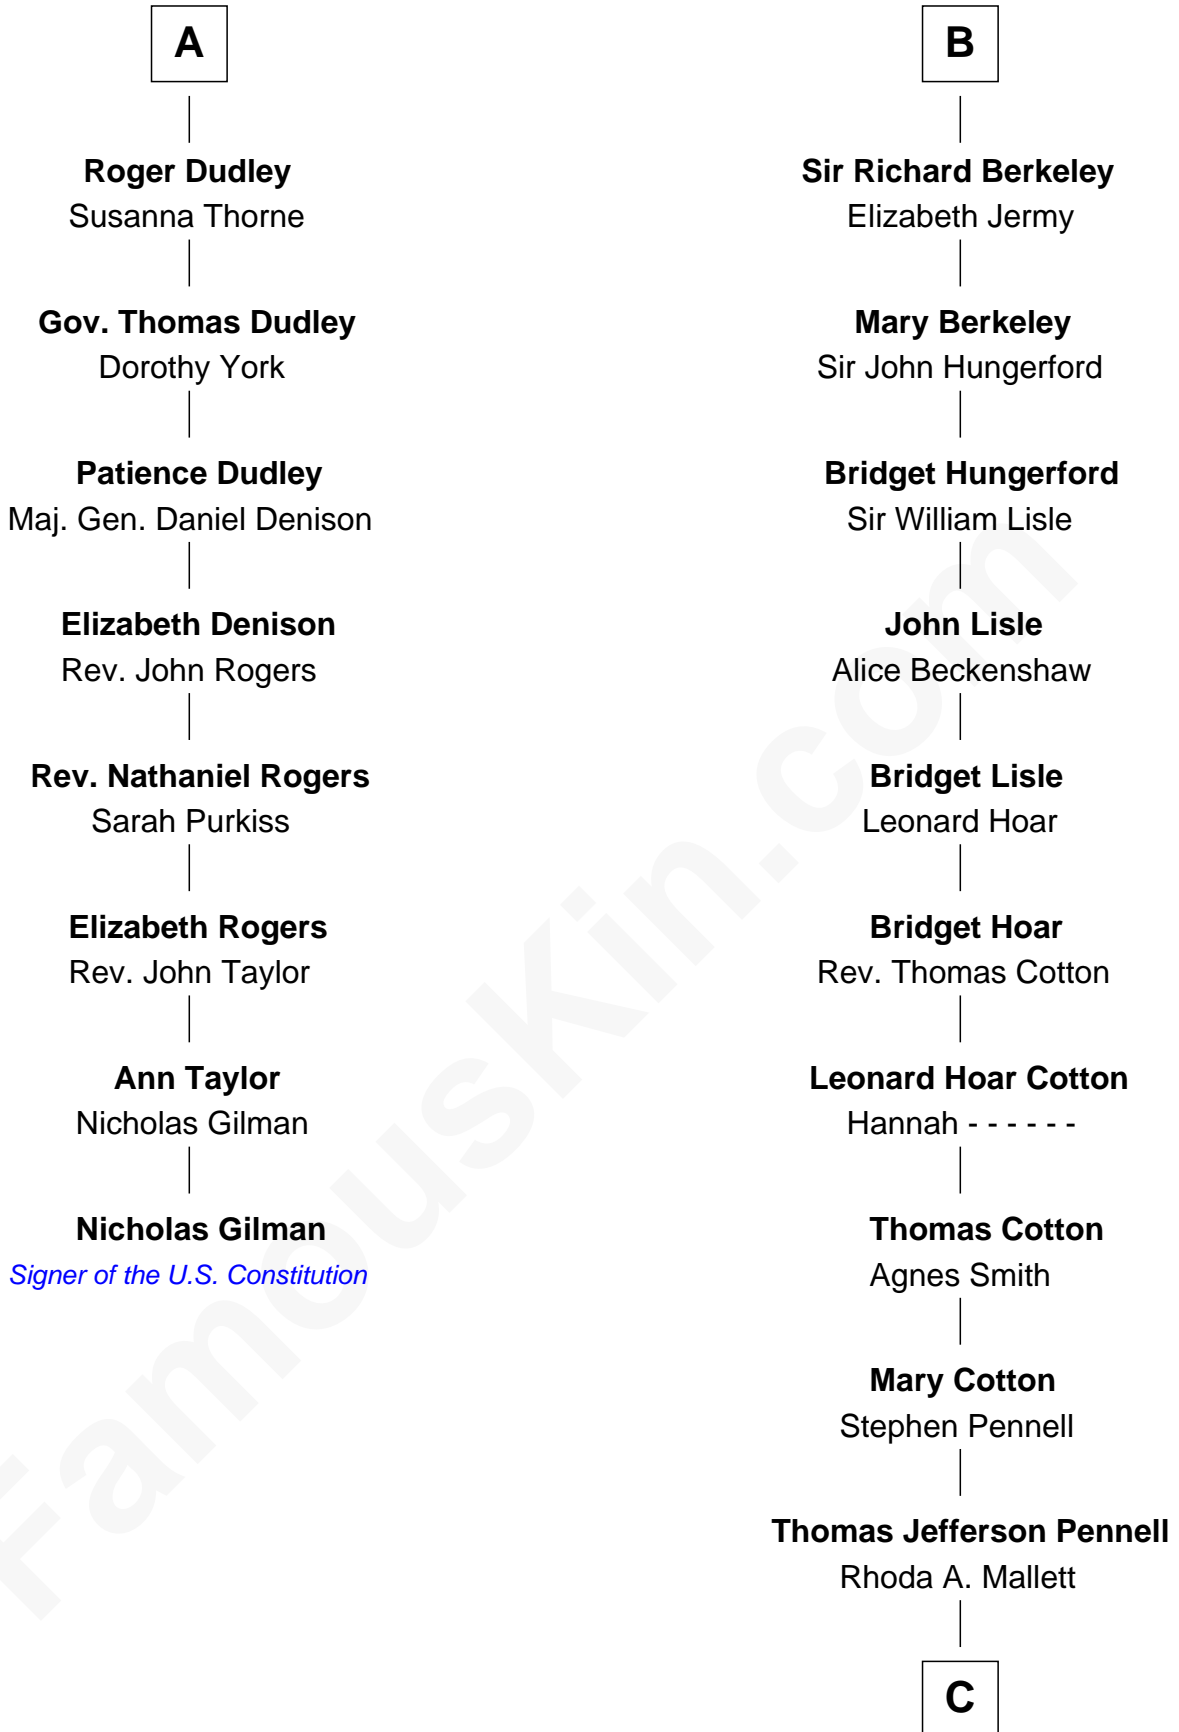 A
Roger Dudley
Susanna Thorne
Gov. Thomas Dudley
Dorothy York
Patience Dudley
Maj. Gen. Daniel Denison
Elizabeth Denison
Rev. John Rogers
Rev. Nathaniel Rogers
Sarah Purkiss
Elizabeth Rogers
Rev. John Taylor
Ann Taylor
Nicholas Gilman
Nicholas Gilman
Signer of the U.S. Constitution
B
Sir Richard Berkeley
Elizabeth Jermy
Mary Berkeley
Sir John Hungerford
Bridget Hungerford
Sir William Lisle
John Lisle
Alice Beckenshaw
Bridget Lisle
Leonard Hoar
Bridget Hoar
Rev. Thomas Cotton
Leonard Hoar Cotton
Hannah - - - - - -
Thomas Cotton
Agnes Smith
Mary Cotton
Stephen Pennell
Thomas Jefferson Pennell
Rhoda A. Mallett
C
FamousKin.com